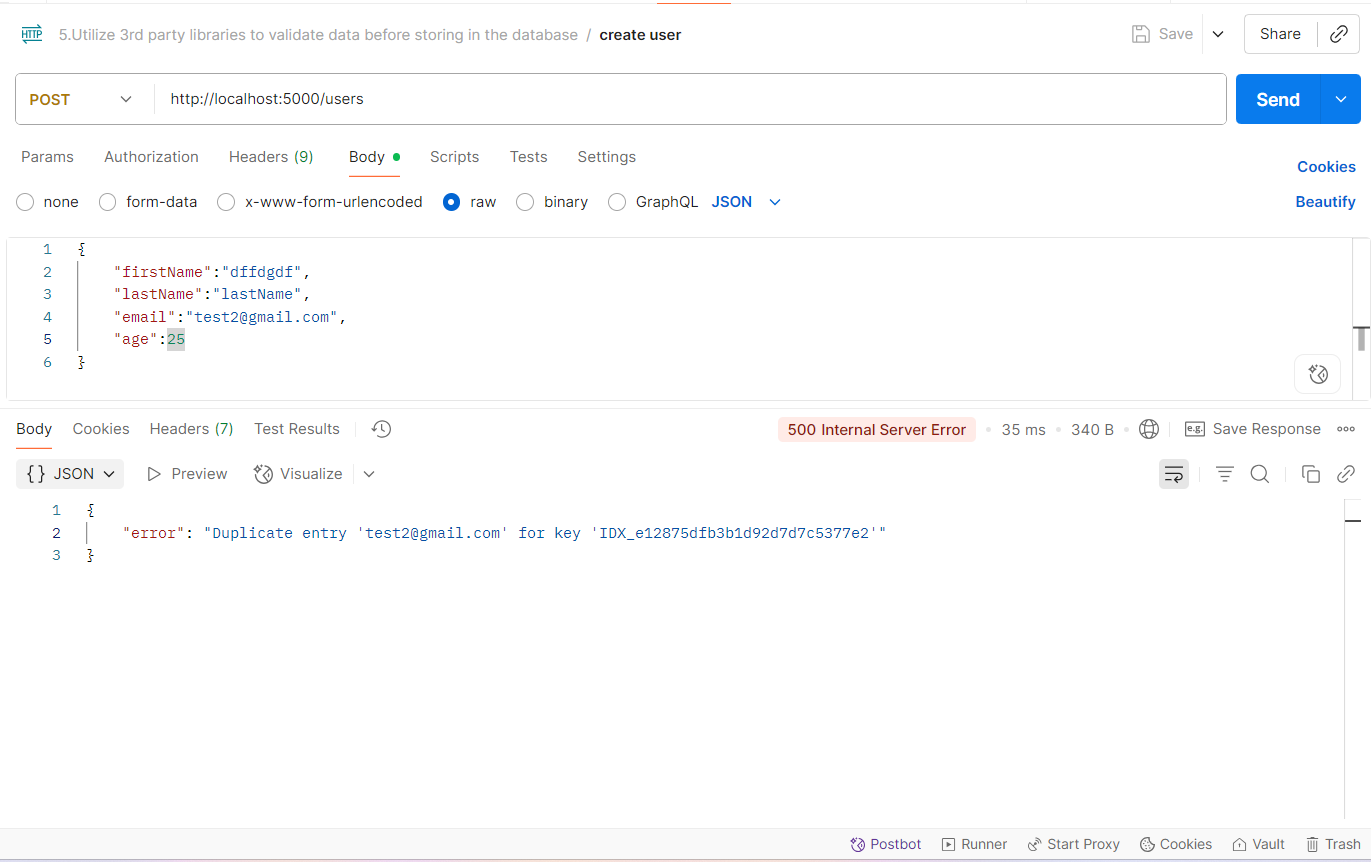 HTTP 5.Utilize 3rd party libraries to validate data before storing in the database / create user Save Share
POST http://localhost:5000/users Send
Params Authorization Headers (9) Body Scripts Tests Settings Cookies
none form-data x-www-form-urlencoded raw binary GraphQL JSON Beautify
1 {
2 "firstName":"dffdgdf",
3 "lastName":"lastName",
4 "email":"test2@gmail.com",
5 "age":25
6 }
Body Cookies Headers (7) Test Results 500 Internal Server Error 35 ms 340 B e.g. Save Response
{} JSON Preview Visualize
1 {
2 "error": "Duplicate entry 'test2@gmail.com' for key 'IDX_e12875dfb3b1d92d7d7c5377e2'"
3 }
Postbot Runner Start Proxy Cookies Vault Trash